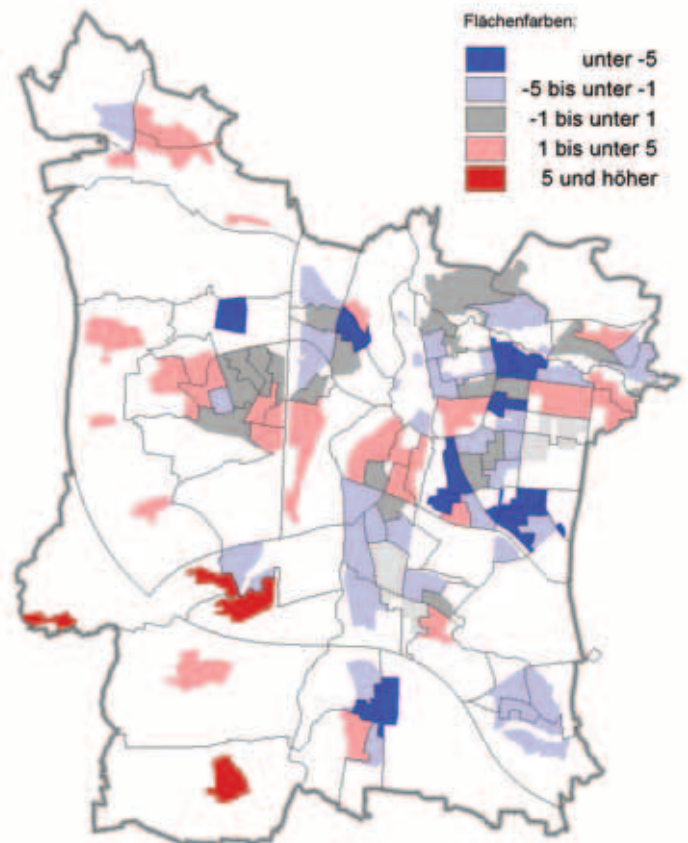 Flächenfarben:
unter -5
-5 bis unter -1
-1 bis unter 1
1 bis unter 5
5 und höher